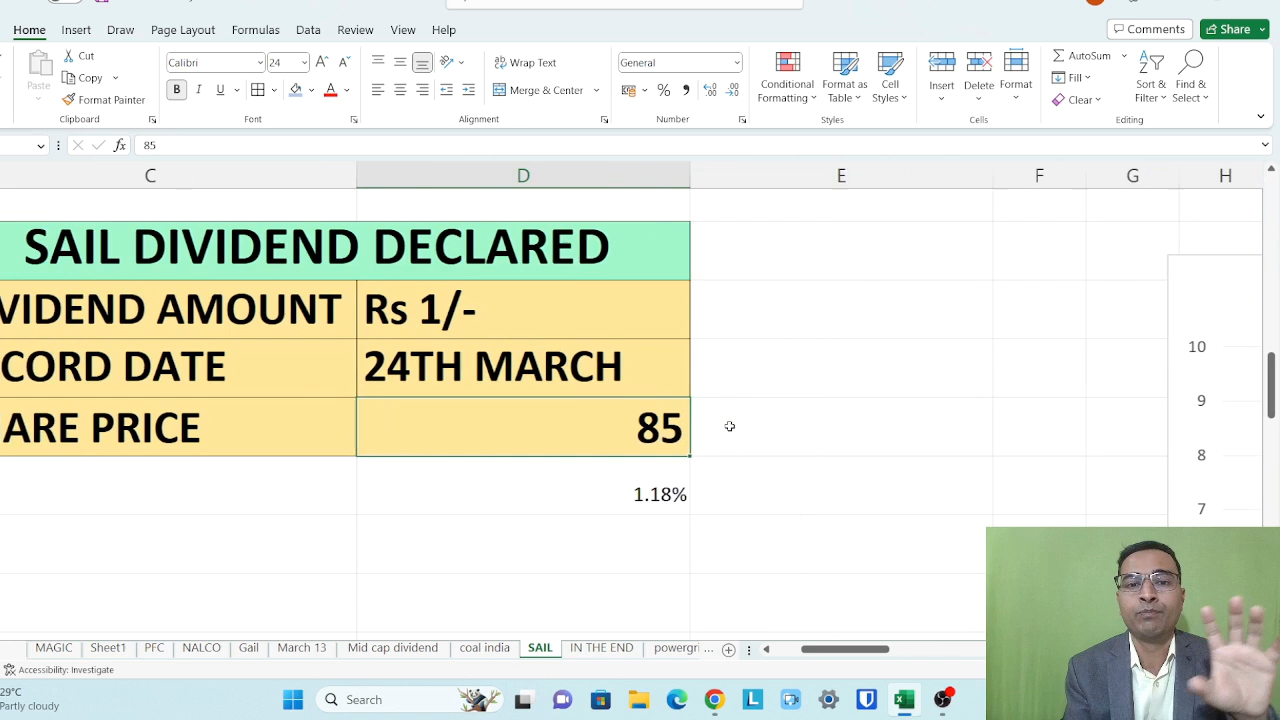 Home Insert Draw Page Layout Formulas Data Review View Help Comments Share
Paste
Cut
Copy
Format Painter
Calibri 24
B I U
Wrap Text
Merge & Center
General
Conditional Formatting
Format as Table
Cell Styles
Insert Delete Format
AutoSum
Fill
Clear
Sort & Filter
Find & Select
Clipboard Font Alignment Number Styles Cells Editing
fx 85
C D E F G H
SAIL DIVIDEND DECLARED
VIDEND AMOUNT Rs 1/-
CORD DATE 24TH MARCH
ARE PRICE 85
1.18%
10
9
8
7
MAGIC Sheet1 PFC NALCO Gail March 13 Mid cap dividend coal india SAIL IN THE END powergri ...
Accessibility: Investigate
29°C
Partly cloudy
Search